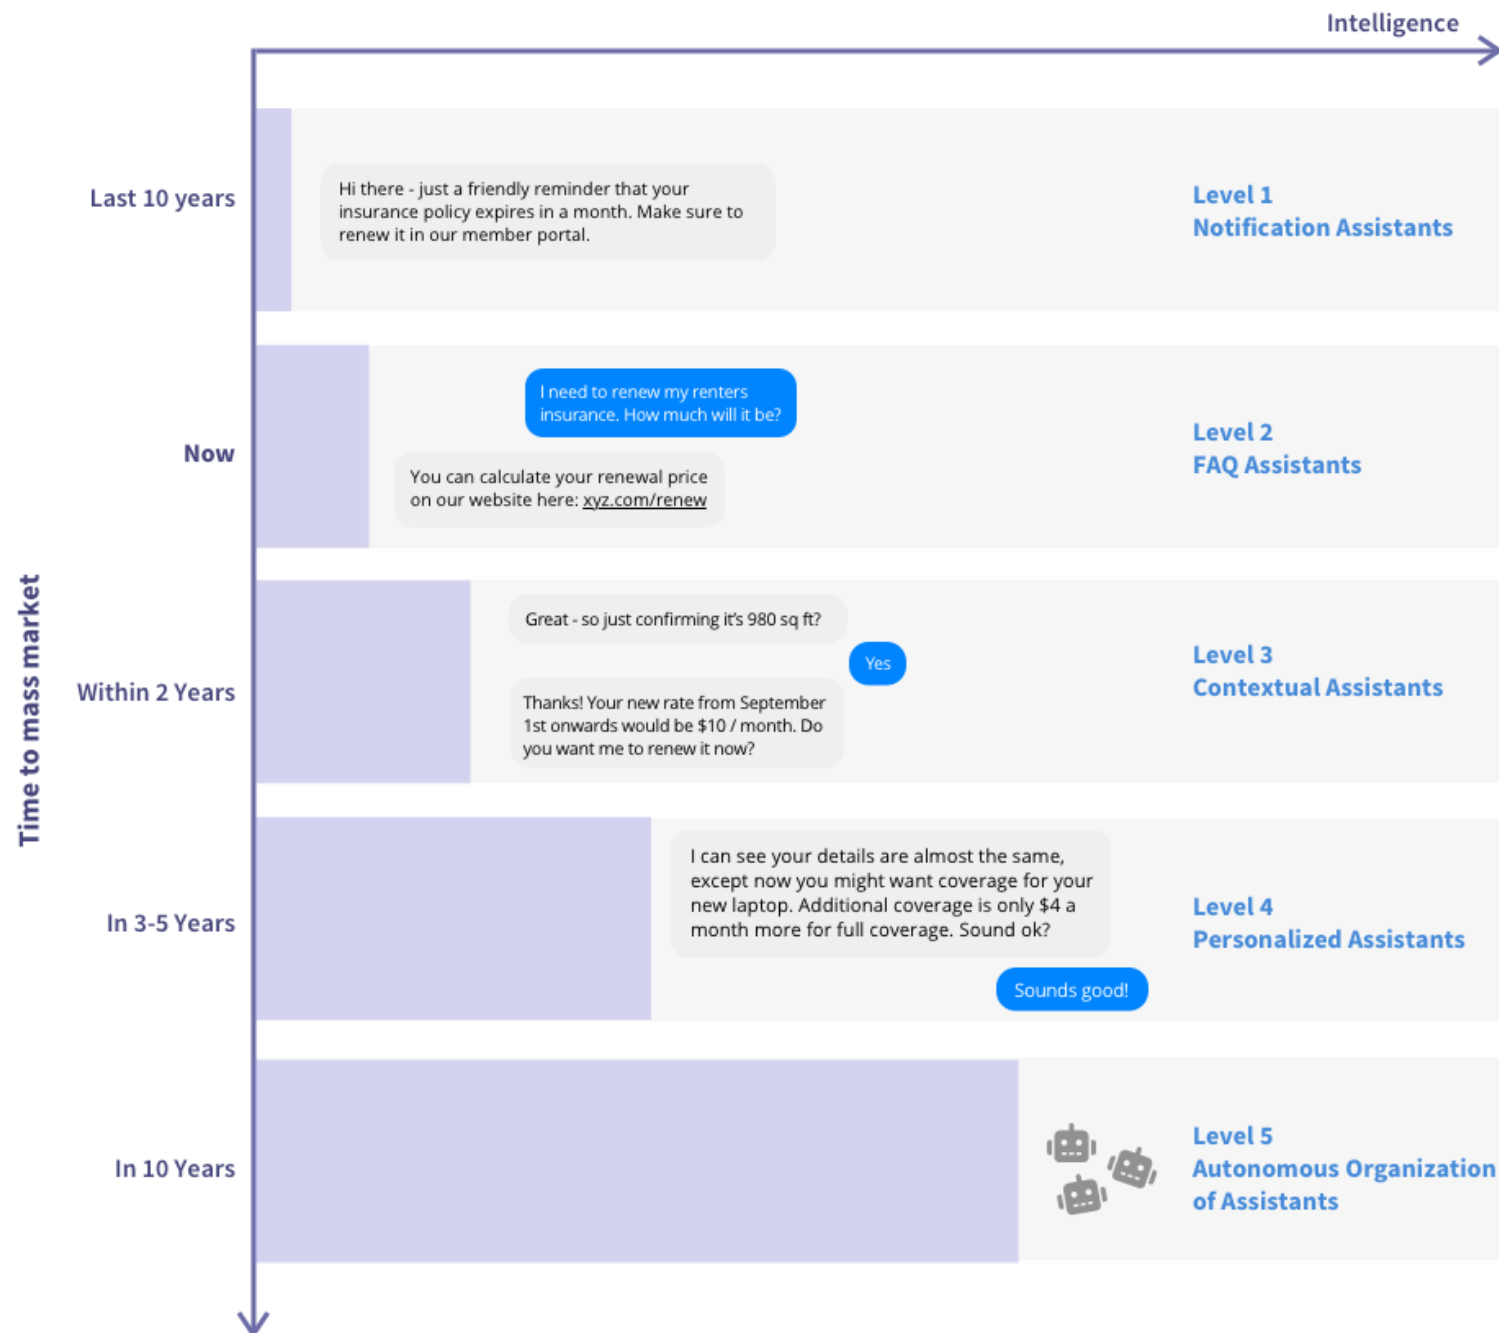 Intelligence
Time to mass market
Last 10 years
Hi there - just a friendly reminder that your
insurance policy expires in a month. Make sure to
renew it in our member portal.
Level 1
Notification Assistants
Now
I need to renew my renters
insurance. How much will it be?
You can calculate your renewal price
on our website here: xyz.com/renew
Level 2
FAQ Assistants
Within 2 Years
Great - so just confirming it's 980 sq ft?
Yes
Thanks! Your new rate from September
1st onwards would be $10 / month. Do
you want me to renew it now?
Level 3
Contextual Assistants
In 3-5 Years
I can see your details are almost the same,
except now you might want coverage for your
new laptop. Additional coverage is only $4 a
month more for full coverage. Sound ok?
Sounds good!
Level 4
Personalized Assistants
In 10 Years
Level 5
Autonomous Organization
of Assistants